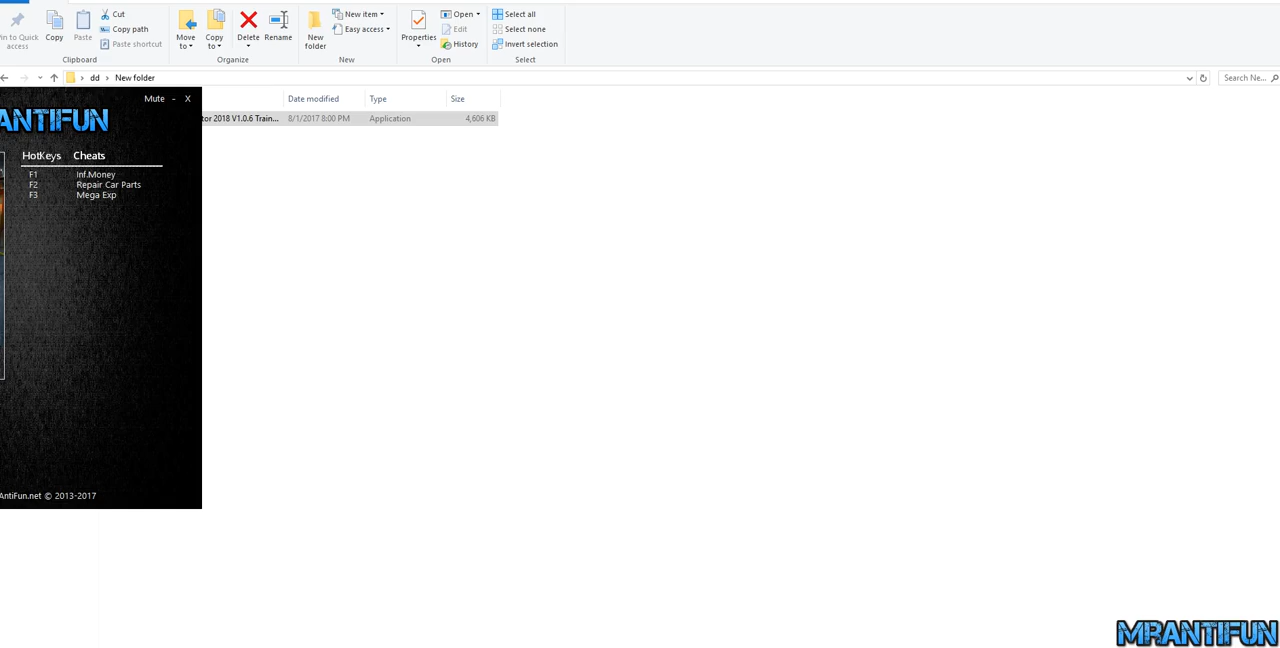 Cut
Copy path
Paste shortcut
Pin to Quick
access
Copy
Paste
Clipboard
Move
to
Copy
to
Delete
Rename
Organize
New
folder
New item
Easy access
New
Properties
Open
Edit
History
Open
Select all
Select none
Invert selection
Select
dd > New folder
Search Ne...
Mute - X
ANTIFUN
HotKeys Cheats
F1 Inf.Money
F2 Repair Car Parts
F3 Mega Exp
AntiFun.net © 2013-2017
Date modified Type Size
tor 2018 V1.0.6 Train... 8/1/2017 8:00 PM Application 4,606 KB
MRANTIFUN